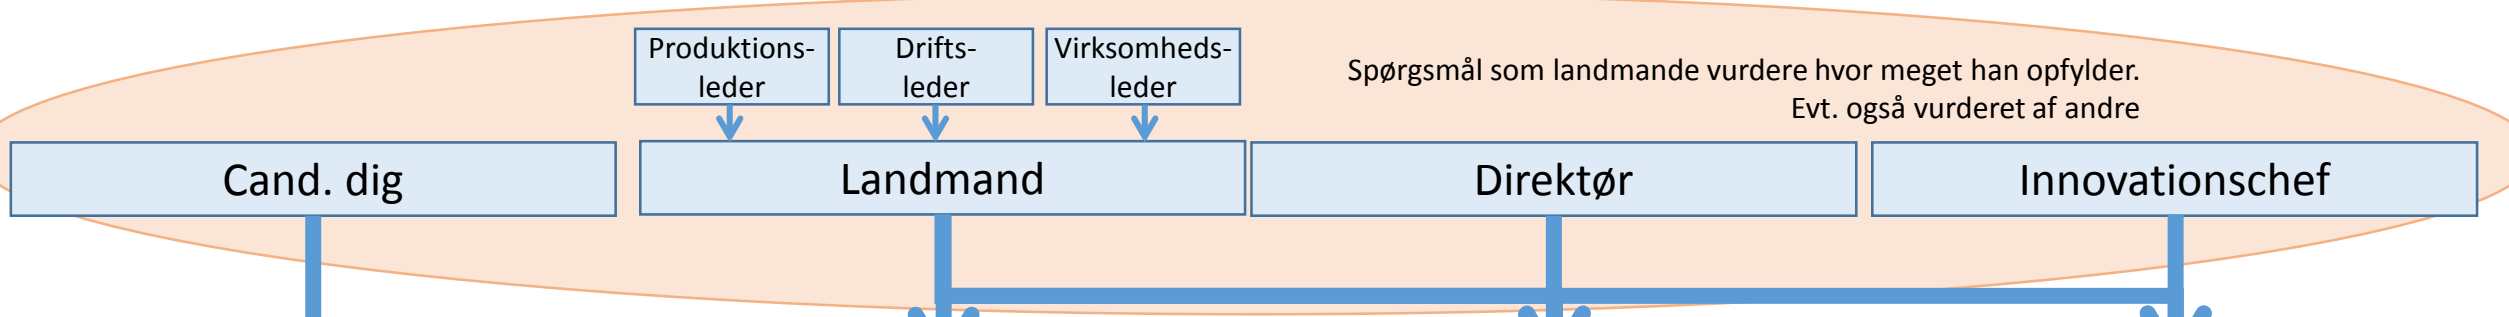 Produktions-
leder
Drifts-
leder
Virksomheds-
leder
Spørgsmål som landmande vurdere hvor meget han opfylder.
Evt. også vurderet af andre
Cand. dig
Landmand
Direktør
Innovationschef